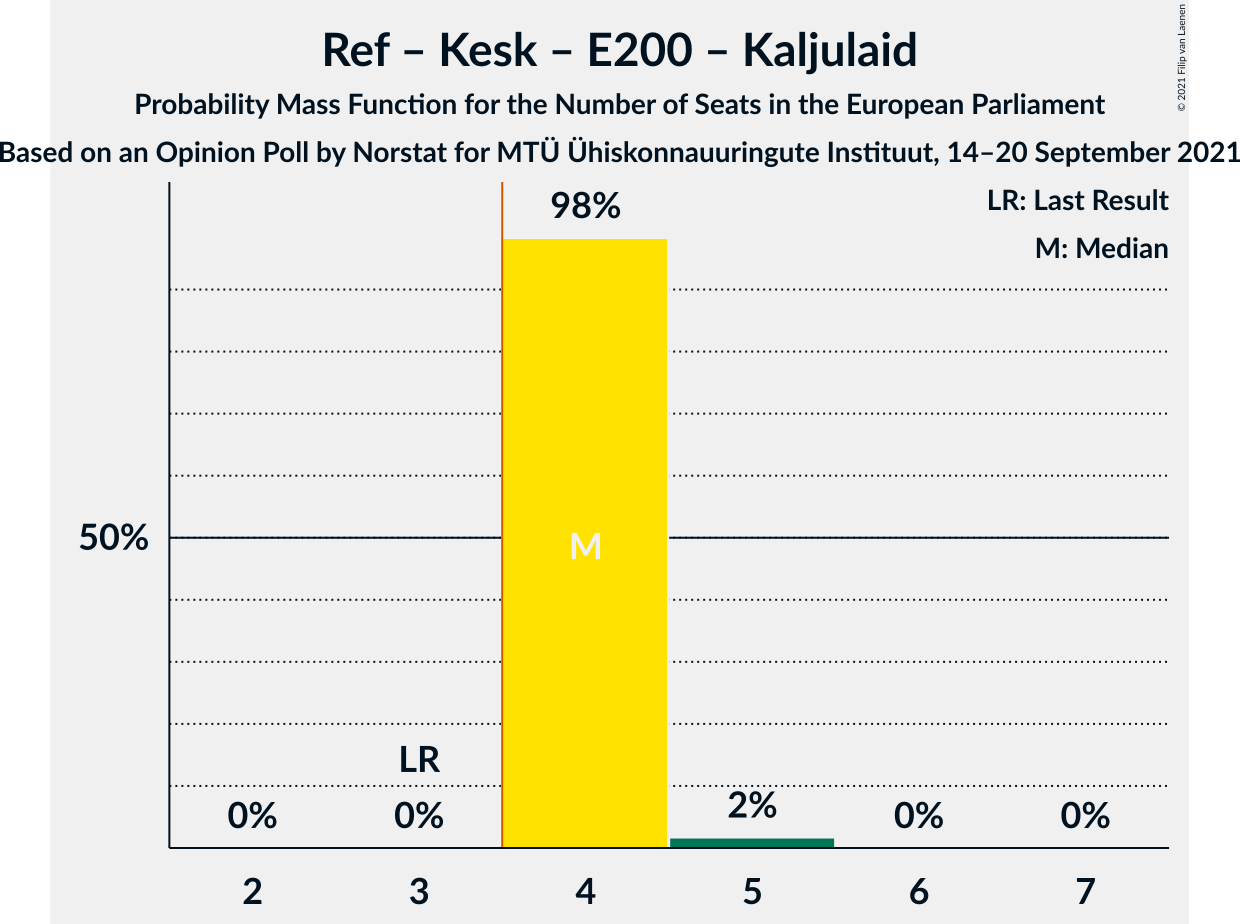 Ref – Kesk – E200 – Kaljulaid
Probability Mass Function for the Number of Seats in the European Parliament
Based on an Opinion Poll by Norstat for MTÜ Ühiskonnauuringute Instituut, 14–20 September 2021
© 2021 Filip van Laenen
LR: Last Result
M: Median
98%
50%
M
LR
0%
0%
2%
0%
0%
2
3
4
5
6
7